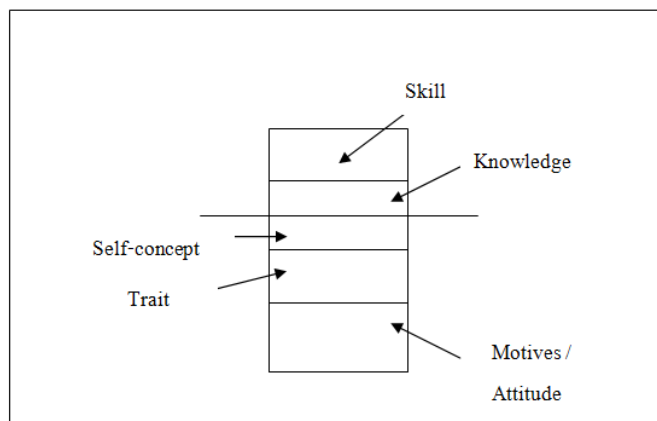 Skill
Knowledge
Self-concept
Trait
Motives /
Attitude